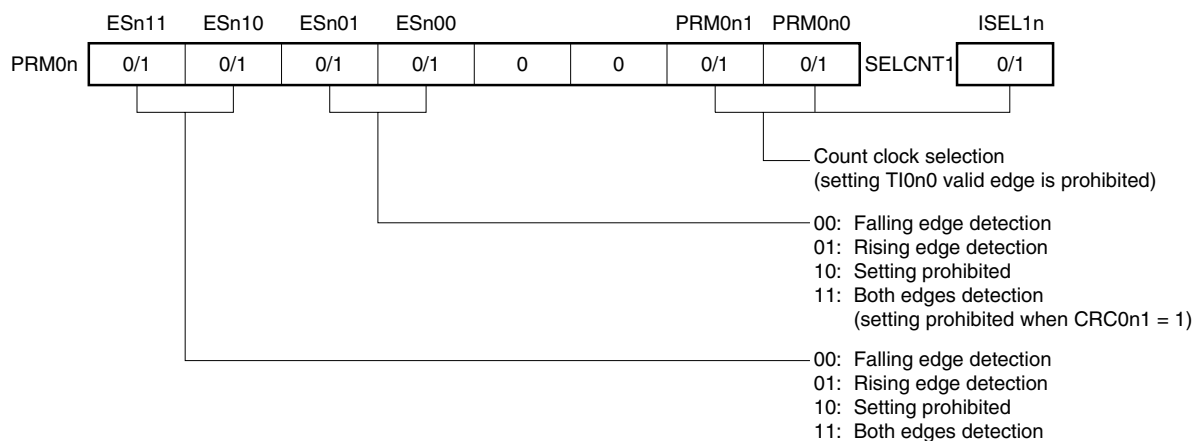 ESn11 ESn10 ESn01 ESn00 PRM0n1 PRM0n0 ISEL1n
PRM0n 0/1 0/1 0/1 0/1 0 0 0/1 0/1 SELCNT1 0/1
Count clock selection
(setting TI0n0 valid edge is prohibited)
00: Falling edge detection
01: Rising edge detection
10: Setting prohibited
11: Both edges detection
(setting prohibited when CRC0n1 = 1)
00: Falling edge detection
01: Rising edge detection
10: Setting prohibited
11: Both edges detection